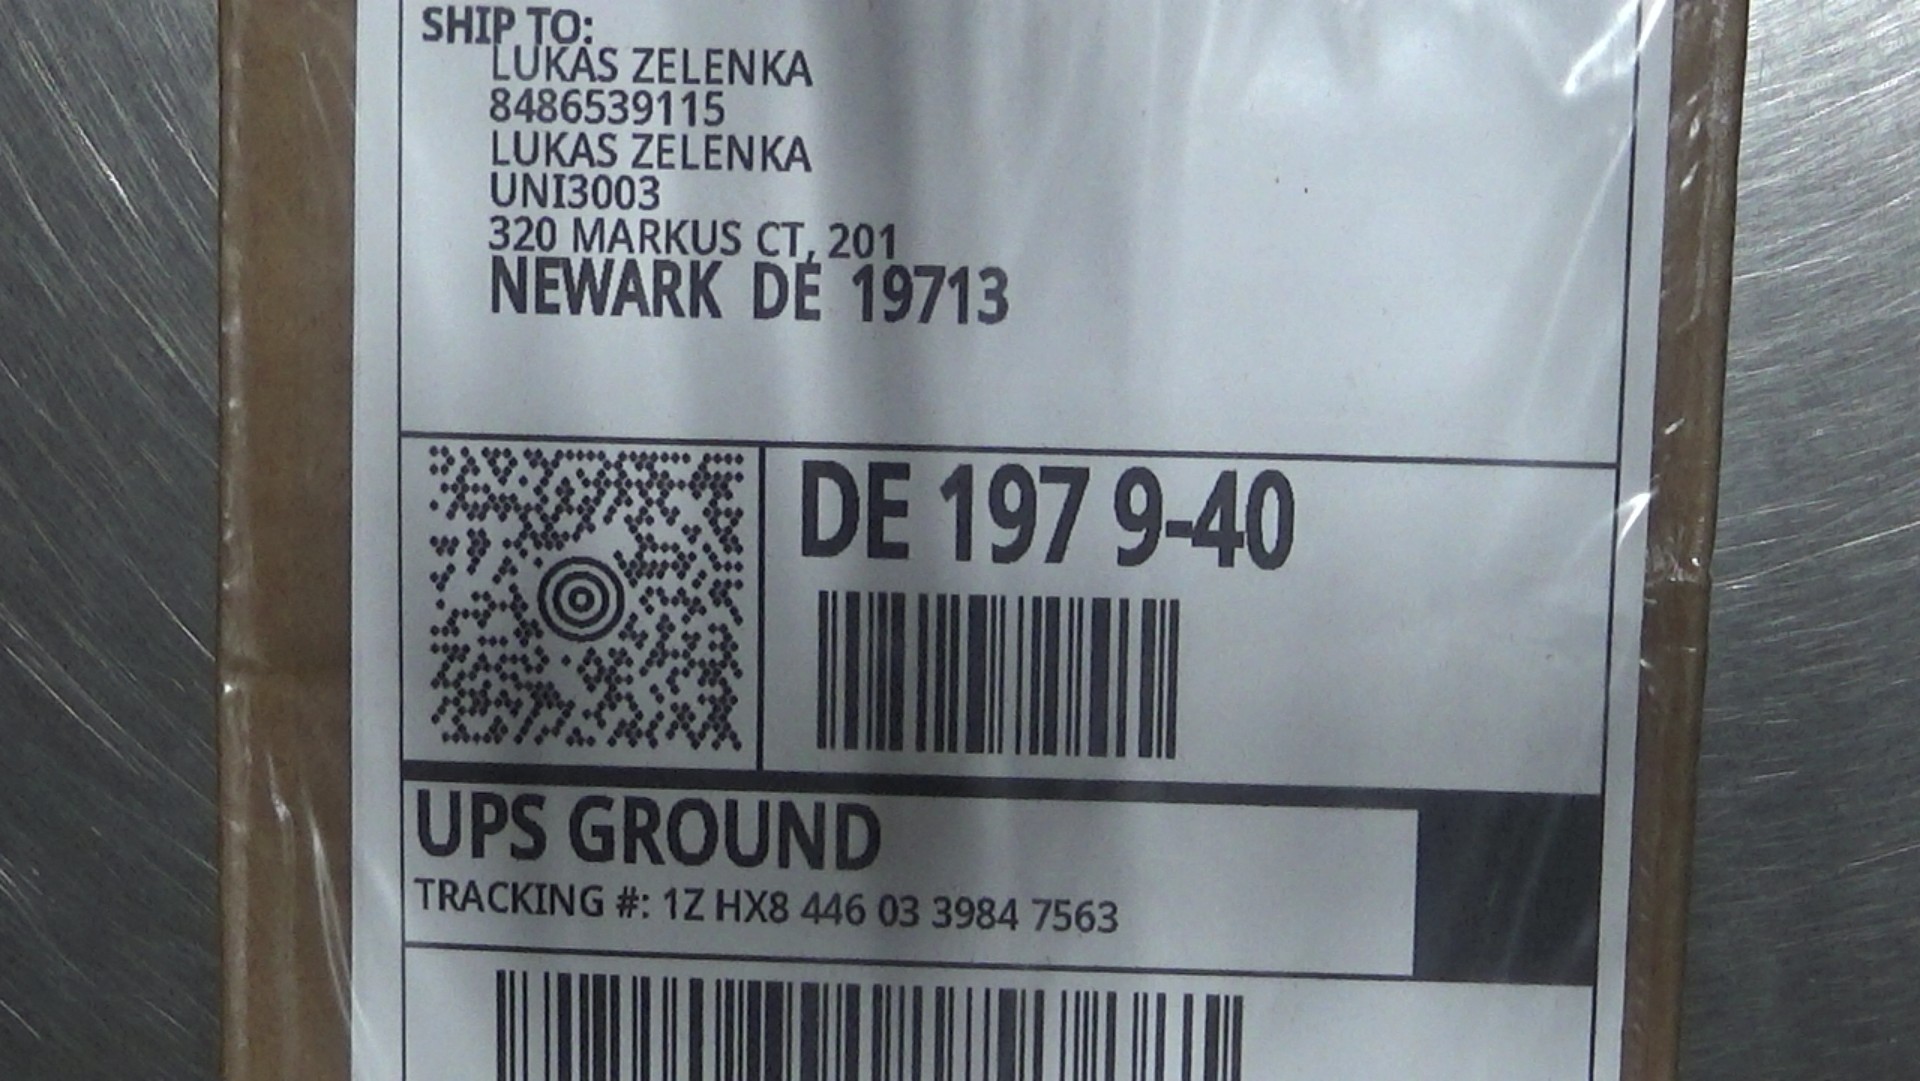 SHIP TO:
LUKAS ZELENKA
8486539115
LUKAS ZELENKA
UNI3003
320 MARKUS CT, 201
NEWARK DE 19713
DE 197 9-40
UPS GROUND
TRACKING #: 1Z HX8 446 03 3984 7563